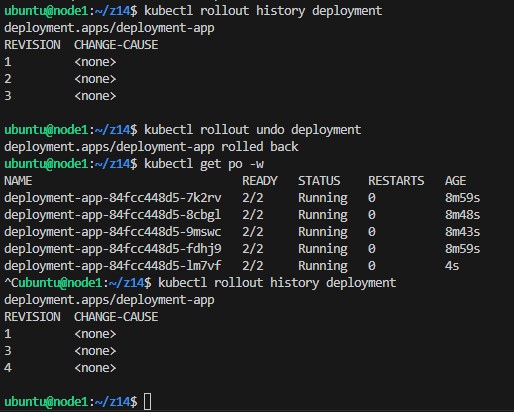 ubuntu@node1:~/z14$ kubectl rollout history deployment
deployment.apps/deployment-app
REVISION  CHANGE-CAUSE
1         <none>
2         <none>
3         <none>
ubuntu@node1:~/z14$ kubectl rollout undo deployment
deployment.apps/deployment-app rolled back
ubuntu@node1:~/z14$ kubectl get po -w
NAME                              READY   STATUS    RESTARTS   AGE
deployment-app-84fcc448d5-7k2rv   2/2     Running   0          8m59s
deployment-app-84fcc448d5-8cbgl   2/2     Running   0          8m48s
deployment-app-84fcc448d5-9mswc   2/2     Running   0          8m43s
deployment-app-84fcc448d5-fdhj9   2/2     Running   0          8m59s
deployment-app-84fcc448d5-lm7vf   2/2     Running   0          4s
^Cubuntu@node1:~/z14$ kubectl rollout history deployment
deployment.apps/deployment-app
REVISION  CHANGE-CAUSE
1         <none>
3         <none>
4         <none>
ubuntu@node1:~/z14$